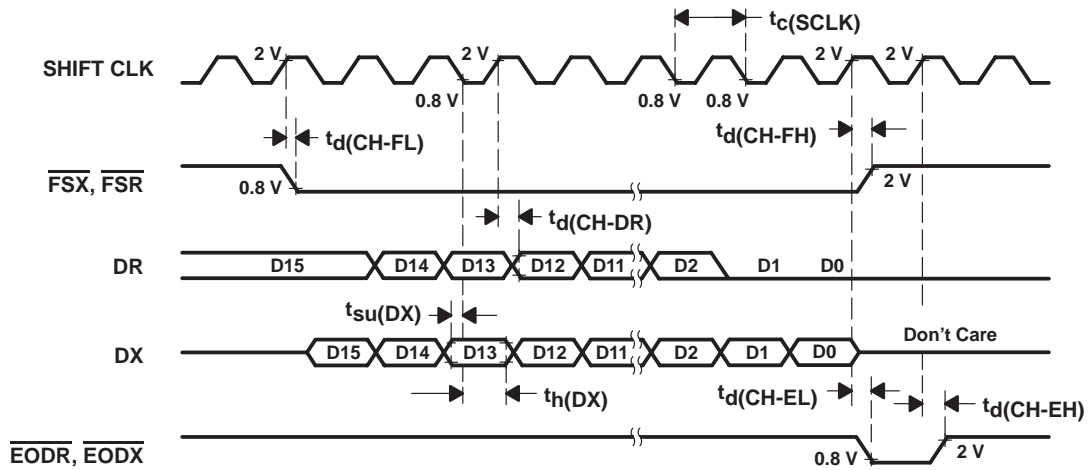 tc(SCLK)
2 V 2 V 2 V 2 V
SHIFT CLK
0.8 V 0.8 V 0.8 V
td(CH-FL) td(CH-FH)
FSX, FSR
0.8 V 2 V
td(CH-DR)
DR D15 D14 D13 D12 D11 D2 D1 D0
tsu(DX)
Don't Care
DX D15 D14 D13 D12 D11 D2 D1 D0
th(DX) td(CH-EL) td(CH-EH)
EODR, EODX
0.8 V 2 V